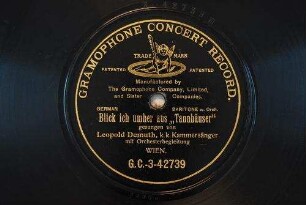 GRAMOPHONE CONCERT RECORD.
TRADE MARK
PATENTED PATENTED
Manufactured by
The Gramophone Company, Limited,
and Sister Companies.
GERMAN BARITONE m. Orch.
Blick ich umher aus „Tannhäuser"
gesungen von
Leopold Demuth, k.k. Kammersänger
mit Orchesterbegleitung
WIEN.
G.C.-3-42739